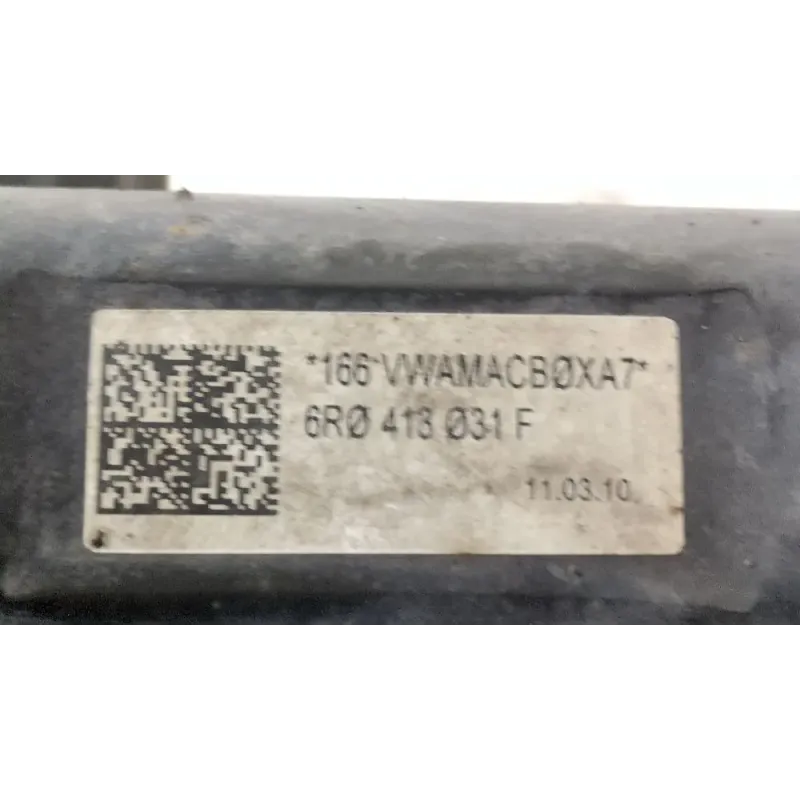 *166 VWAMACBØXA7*
6RØ 413 Ø31 F
11.03.10